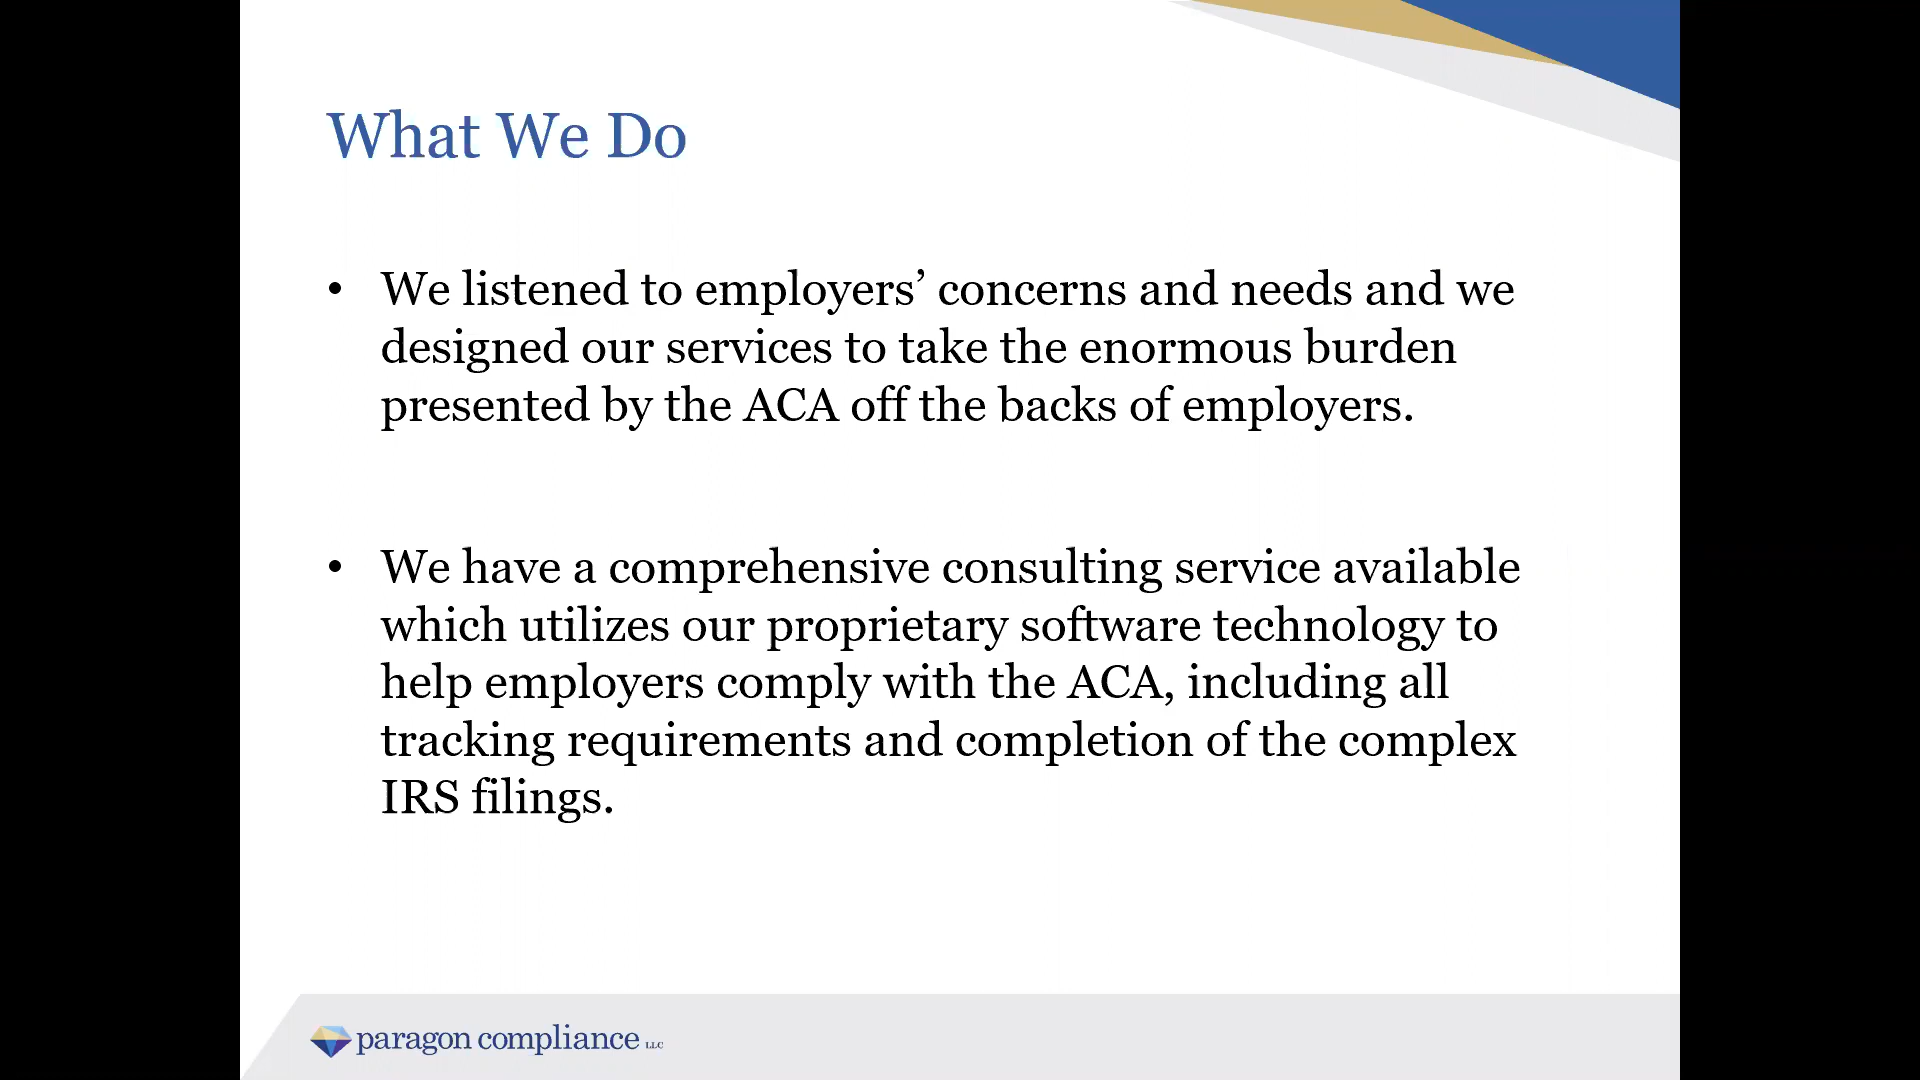 What We Do
• We listened to employers’ concerns and needs and we
designed our services to take the enormous burden
presented by the ACA off the backs of employers.
• We have a comprehensive consulting service available
which utilizes our proprietary software technology to
help employers comply with the ACA, including all
tracking requirements and completion of the complex
IRS filings.
paragon compliance LLC